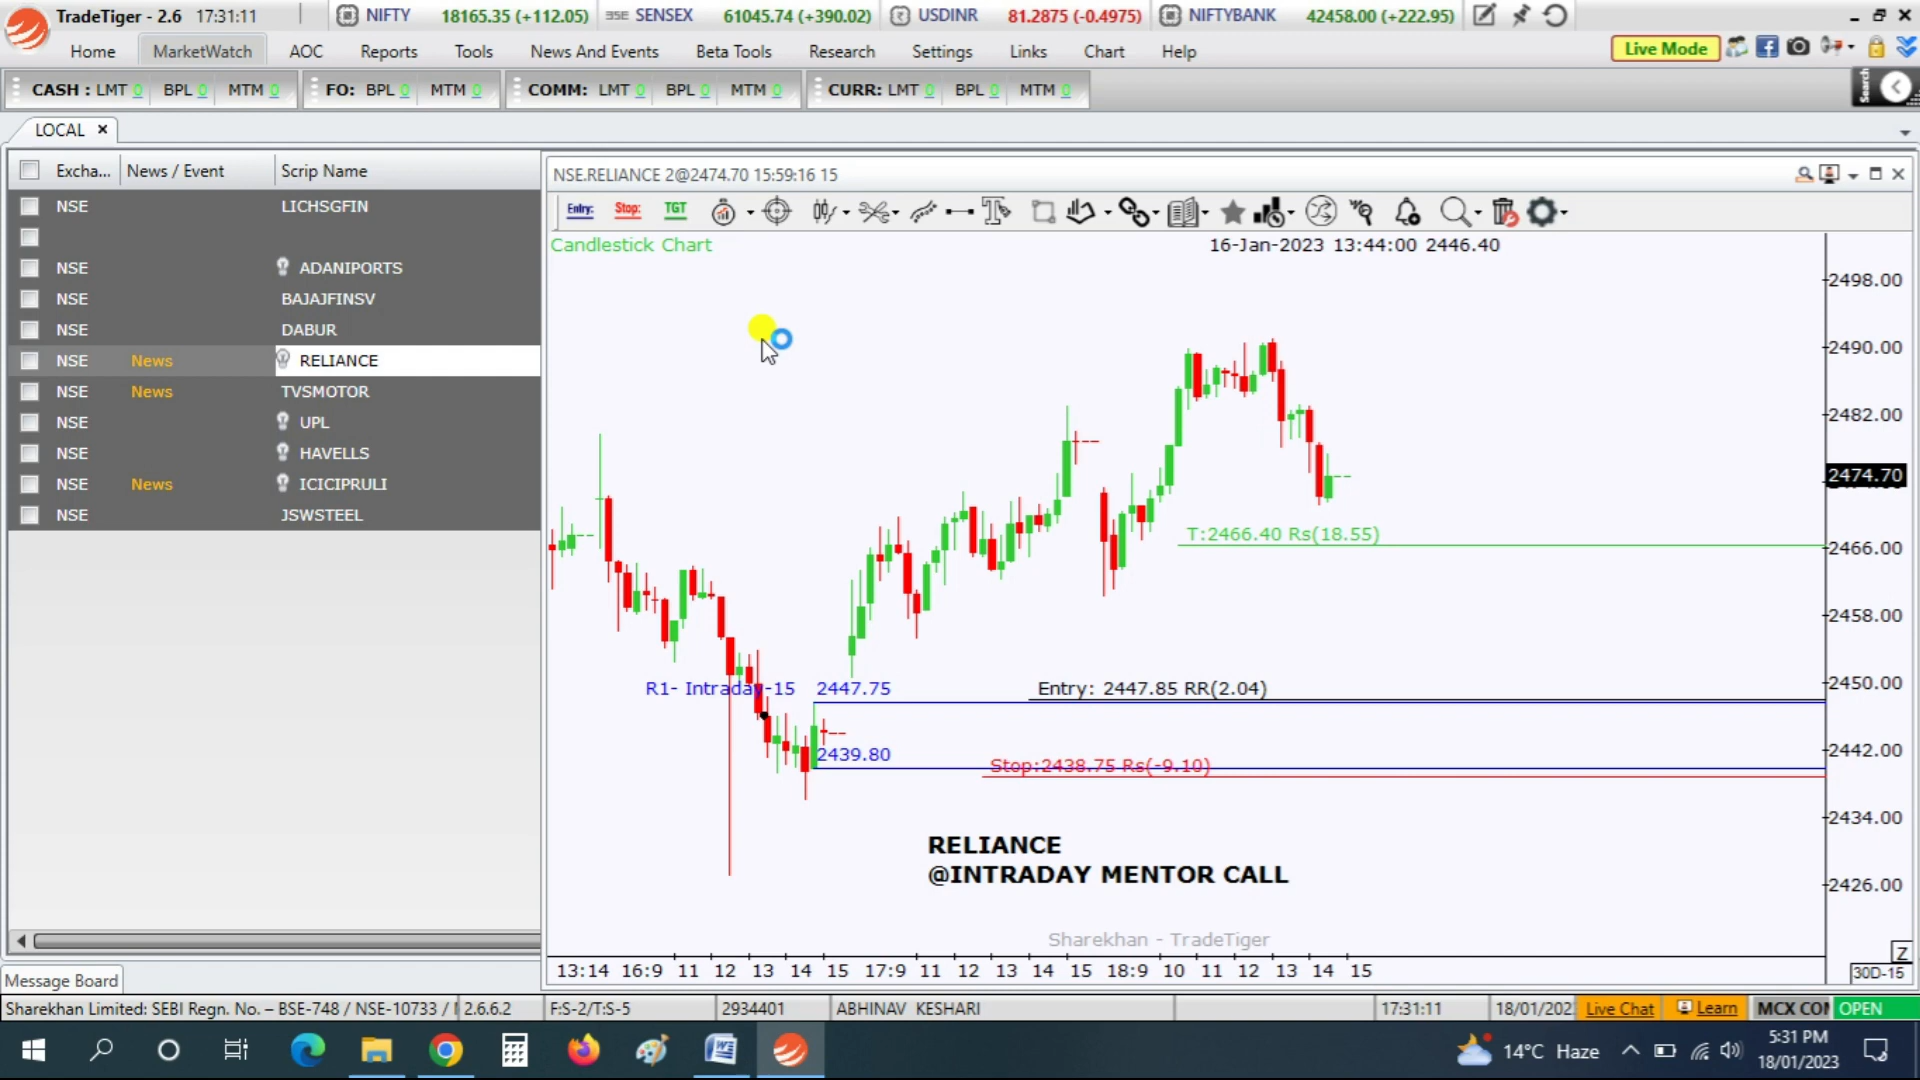 TradeTiger - 2.6 17:31:11 NIFTY 18165.35 (+112.05) BSE SENSEX 61045.74 (+390.02) USDINR 81.2875 (-0.4975) NIFTYBANK 42458.00 (+222.95)
Home MarketWatch AOC Reports Tools News And Events Beta Tools Research Settings Links Chart Help Live Mode
CASH : LMT 0 BPL 0 MTM 0 FO: BPL 0 MTM 0 COMM: LMT 0 BPL 0 MTM 0 CURR: LMT 0 BPL 0 MTM 0 Search
LOCAL
Excha... News / Event Scrip Name
NSE LICHSGFIN
NSE ADANIPORTS
NSE BAJAJFINSV
NSE DABUR
NSE News RELIANCE
NSE News TVSMOTOR
NSE UPL
NSE HAVELLS
NSE News ICICIPRULI
NSE JSWSTEEL
NSE.RELIANCE 2@2474.70 15:59:16 15
Entry: Stop: TGT
Candlestick Chart 16-Jan-2023 13:44:00 2446.40
2498.00
2490.00
2482.00
2474.70
T:2466.40 Rs(18.55)
2466.00
2458.00
2450.00
R1- Intraday-15 2447.75 Entry: 2447.85 RR(2.04)
2442.00
2439.80 Stop:2438.75 Rs(-9.10)
2434.00
RELIANCE
@INTRADAY MENTOR CALL
2426.00
Sharekhan - TradeTiger
Z
13:14 16:9 11 12 13 14 15 17:9 11 12 13 14 15 18:9 10 11 12 13 14 15 30D-15
Message Board
Sharekhan Limited: SEBI Regn. No. – BSE-748 / NSE-10733 / 2.6.6.2 F:S-2/T:S-5 2934401 ABHINAV KESHARI 17:31:11 18/01/202 Live Chat Learn MCX COM OPEN
14°C Haze 5:31 PM
18/01/2023